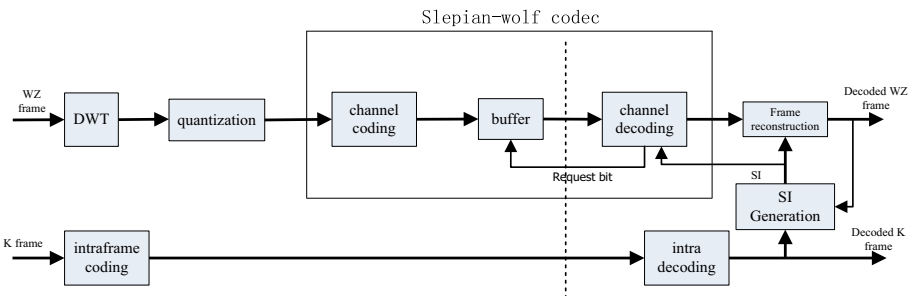 Slepian-wolf codec
WZ
frame
DWT
quantization
channel
coding
buffer
channel
decoding
Frame
reconstruction
Decoded WZ
frame
Request bit
SI
SI
Generation
K frame
intraframe
coding
intra
decoding
Decoded K
frame